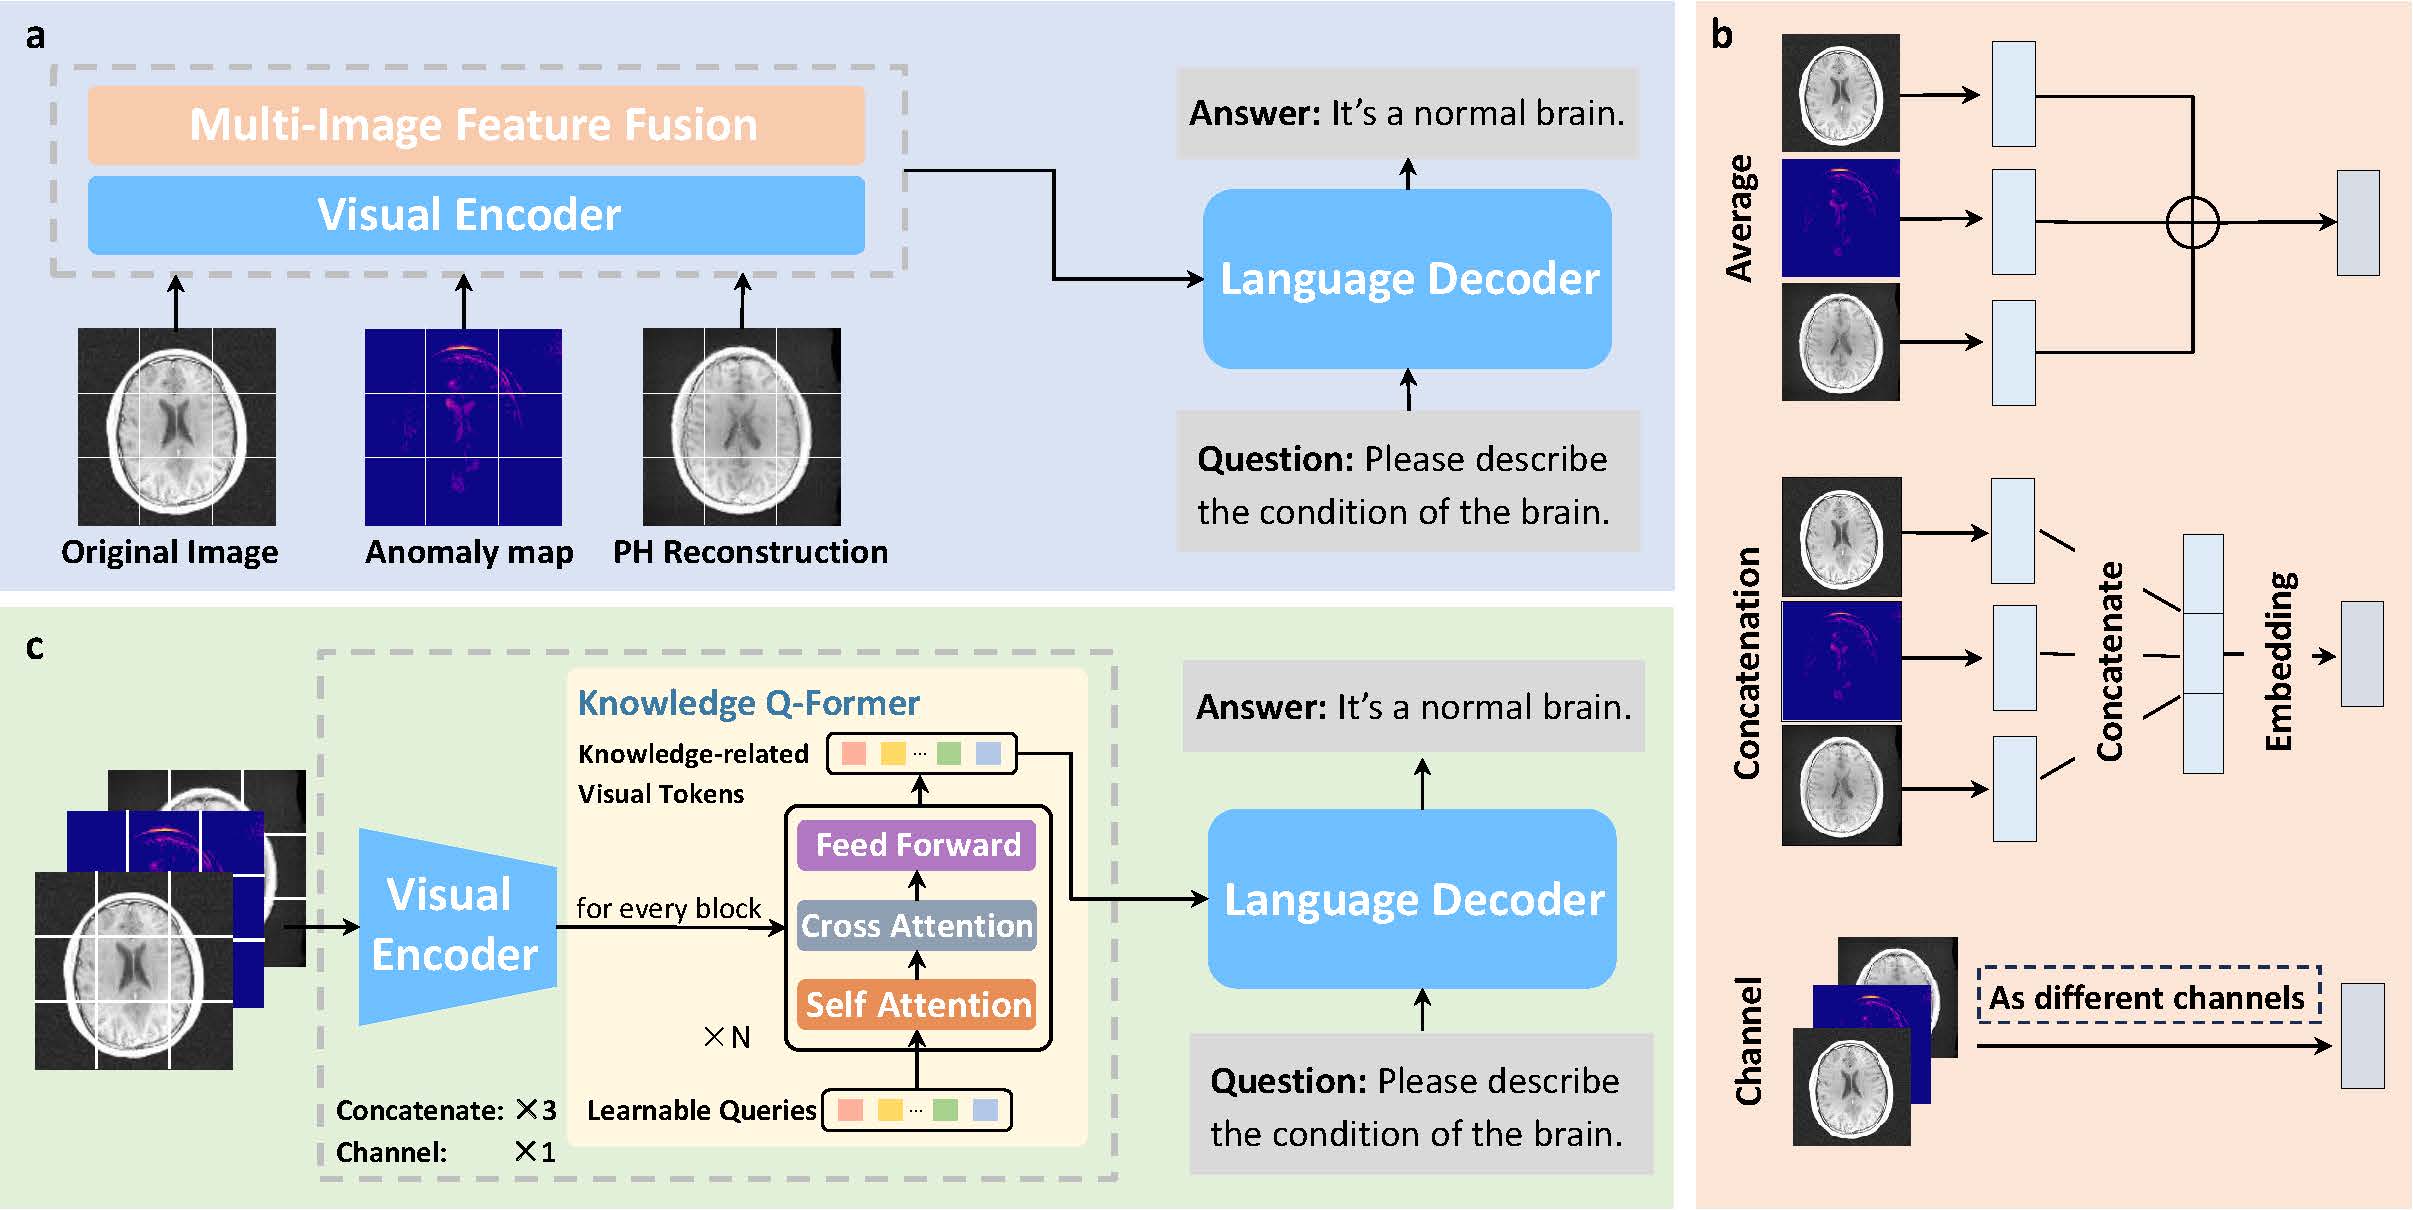 a
Multi-Image Feature Fusion
Visual Encoder
Original Image
Anomaly map
PH Reconstruction
Answer: It's a normal brain.
Language Decoder
Question: Please describe
the condition of the brain.
b
Average
Concatenation
Concatenate
Embedding
Channel
As different channels
c
Visual
Encoder
for every block
Knowledge Q-Former
Knowledge-related
Visual Tokens
...
Feed Forward
Cross Attention
Self Attention
×N
Learnable Queries
...
Concatenate: ×3
Channel: ×1
Answer: It's a normal brain.
Language Decoder
Question: Please describe
the condition of the brain.